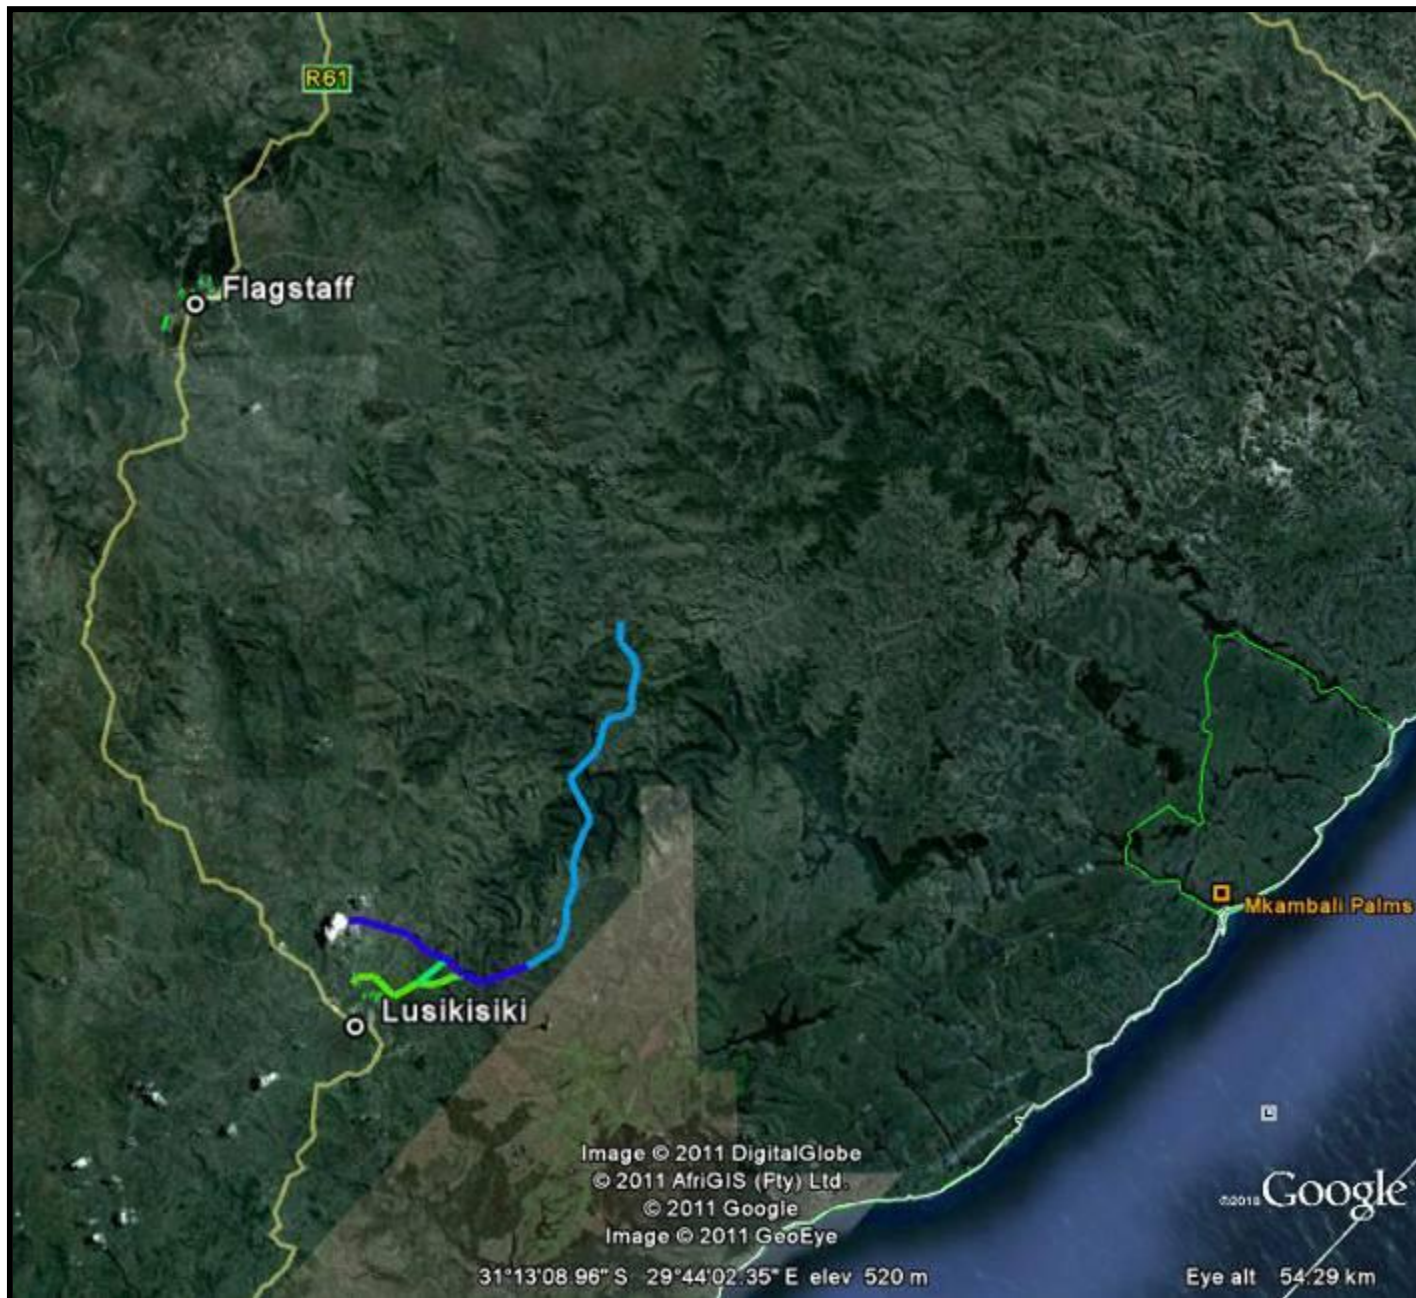 R61
Flagstaff
Mkambali Palms
Lusikisiki
Image © 2011 DigitalGlobe
© 2011 AfriGIS (Pty) Ltd.
© 2011 Google
Image © 2011 GeoEye
©2010 Google
31°13'08.96" S 29°44'02.35" E elev 520 m
Eye alt 54.29 km